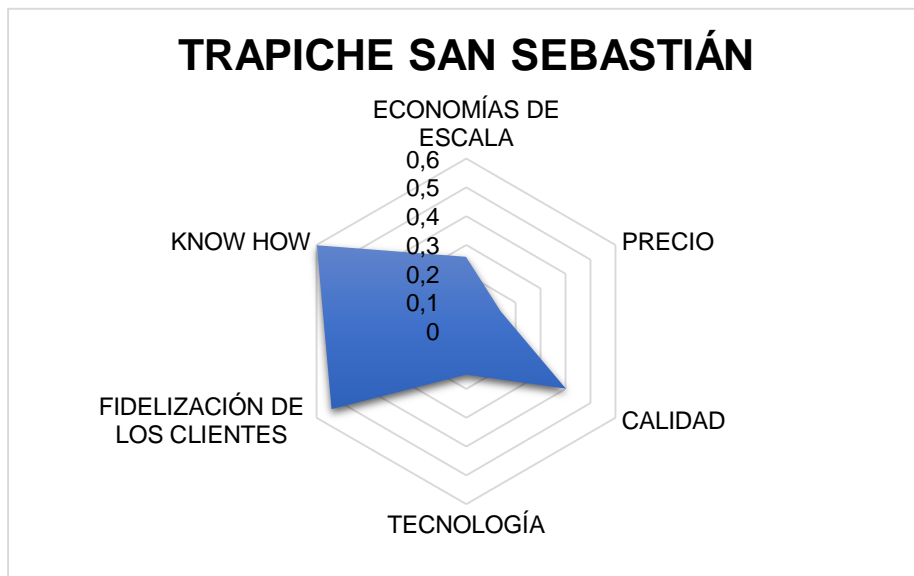 TRAPICHE SAN SEBASTIÁN
ECONOMÍAS DE
ESCALA
0,6
0,5
0,4
0,3
0,2
0,1
0
KNOW HOW
PRECIO
FIDELIZACIÓN DE
LOS CLIENTES
CALIDAD
TECNOLOGÍA